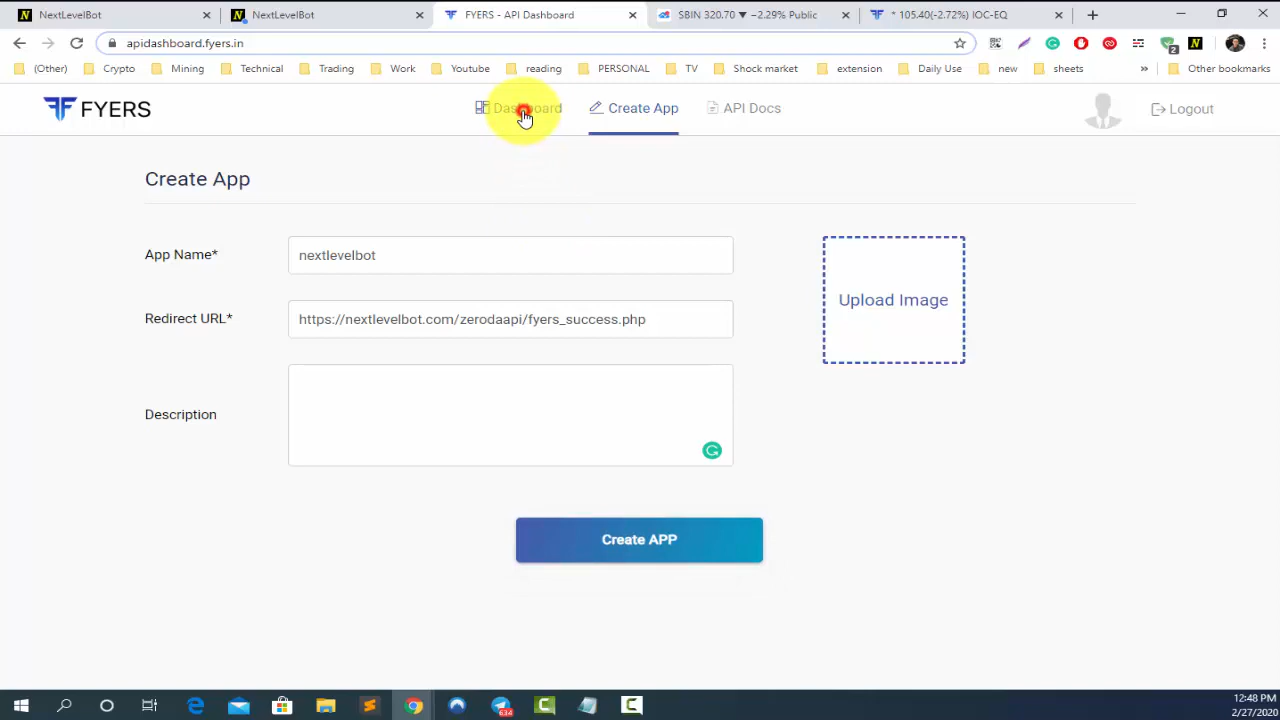 NextLevelBot
NextLevelBot
FYERS - API Dashboard
SBIN 320.70 ▼ −2.29% Public
* 105.40(-2.72%) IOC-EQ
apidashboard.fyers.in
2
(Other)
Crypto
Mining
Technical
Trading
Work
Youtube
reading
PERSONAL
TV
Shock market
extension
Daily Use
new
sheets
»
Other bookmarks
FYERS
Dashboard
Create App
API Docs
Logout
Create App
App Name*
nextlevelbot
Redirect URL*
https://nextlevelbot.com/zerodaapi/fyers_success.php
Upload Image
Description
Create APP
634
12:48 PM
2/27/2020